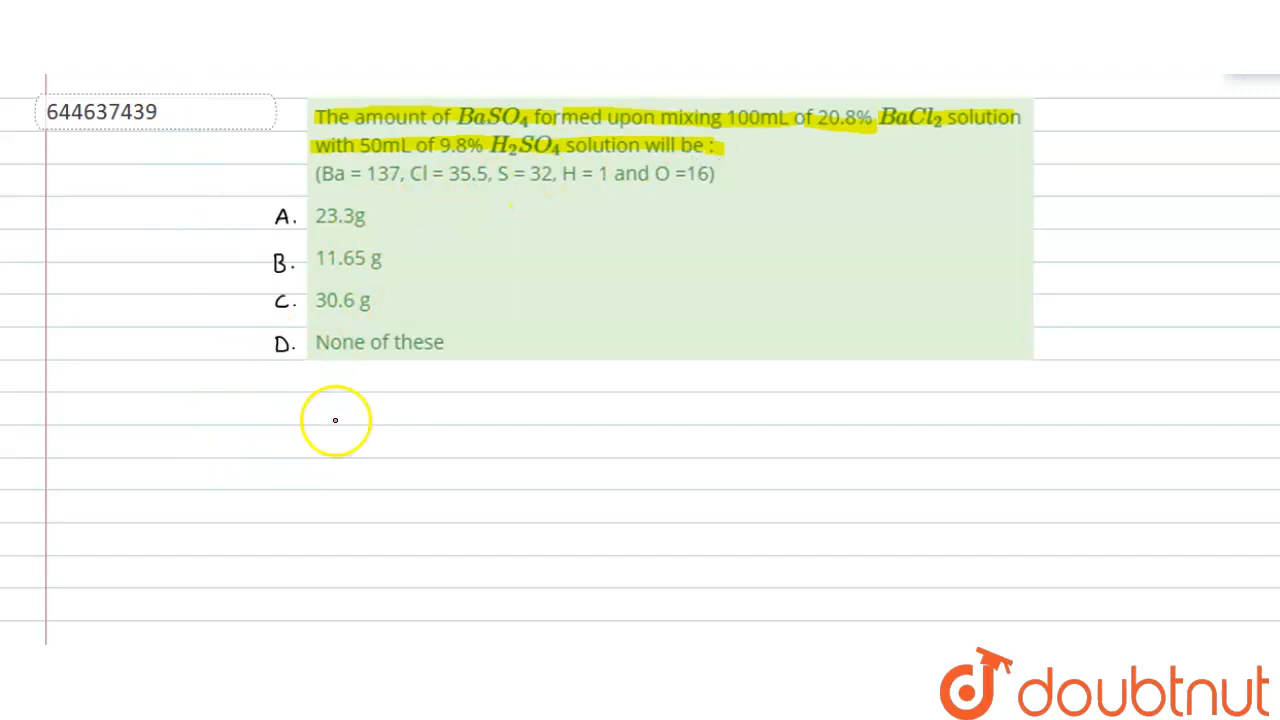 644637439
The amount of BaSO₄ formed upon mixing 100mL of 20.8% BaCl₂ solution
with 50mL of 9.8% H₂SO₄ solution will be :
(Ba = 137, Cl = 35.5, S = 32, H = 1 and O =16)
A. 23.3g
B. 11.65 g
C. 30.6 g
D. None of these
doubtnut